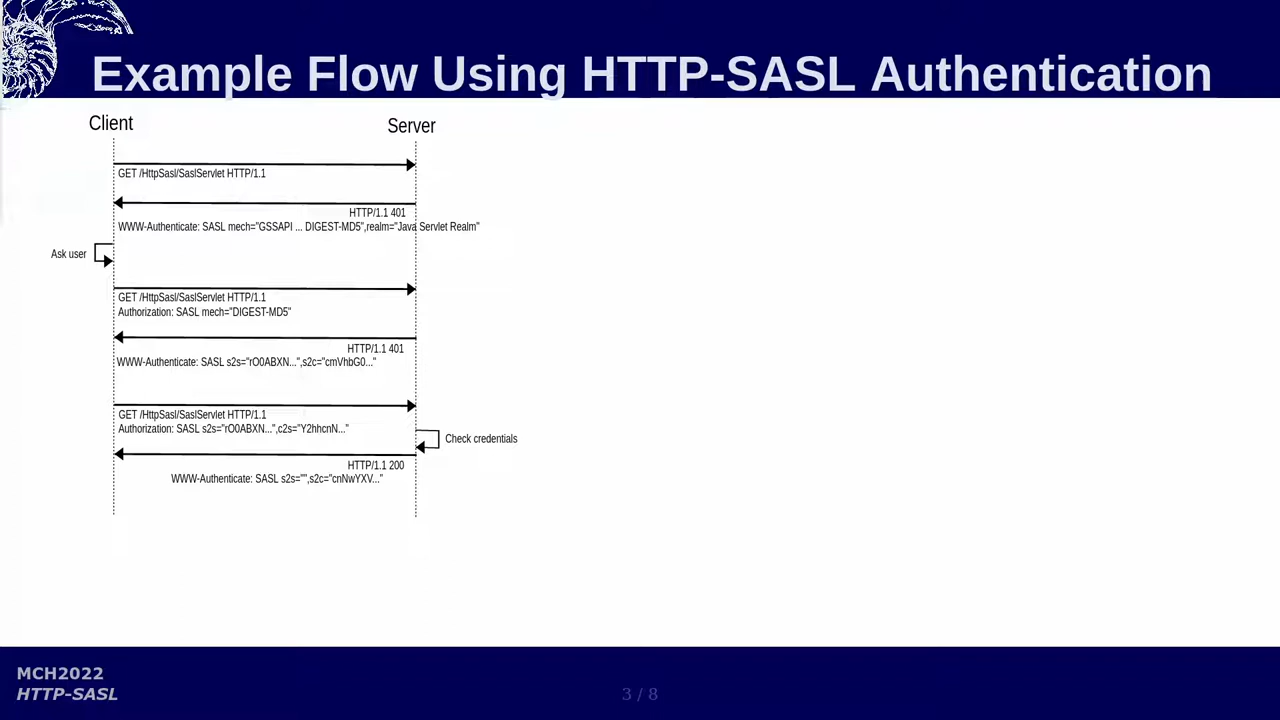 Example Flow Using HTTP-SASL Authentication
Client
Server
GET /HttpSasl/SaslServlet HTTP/1.1
HTTP/1.1 401
WWW-Authenticate: SASL mech="GSSAPI ... DIGEST-MD5",realm="Java Servlet Realm"
Ask user
GET /HttpSasl/SaslServlet HTTP/1.1
Authorization: SASL mech="DIGEST-MD5"
HTTP/1.1 401
WWW-Authenticate: SASL s2s="rO0ABXN...",s2c="cmVhbG0..."
GET /HttpSasl/SaslServlet HTTP/1.1
Authorization: SASL s2s="rO0ABXN...",c2s="Y2hhcnN..."
Check credentials
HTTP/1.1 200
WWW-Authenticate: SASL s2s="",s2c="cnNwYXV..."
MCH2022
HTTP-SASL
3 / 8